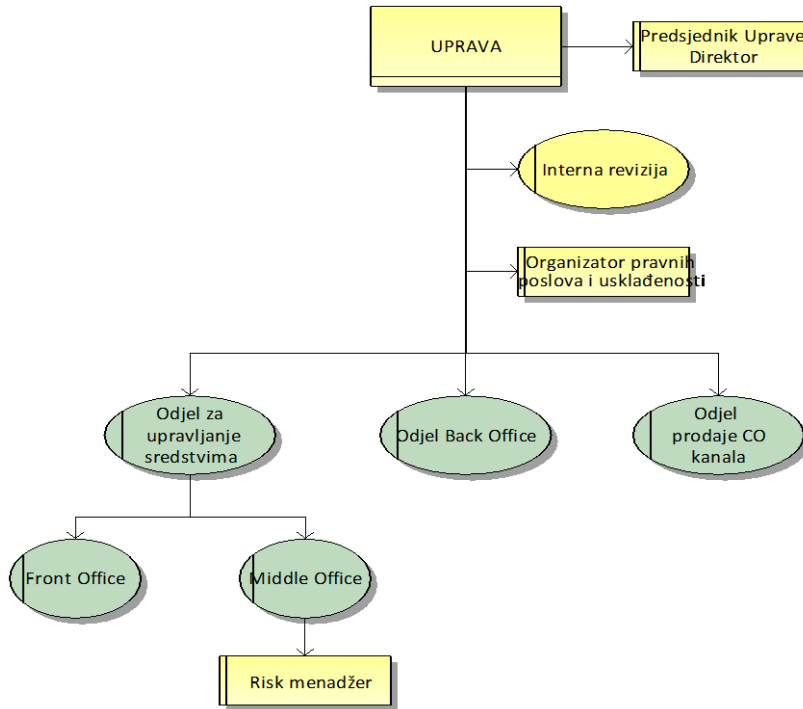 UPRAVA
Predsjednik Uprave
Direktor
Interna revizija
Organizator pravnih
poslova i usklađenosti
Odjel za
upravljanje
sredstvima
Odjel Back Office
Odjel
prodaje CO
kanala
Front Office
Middle Office
Risk menadžer